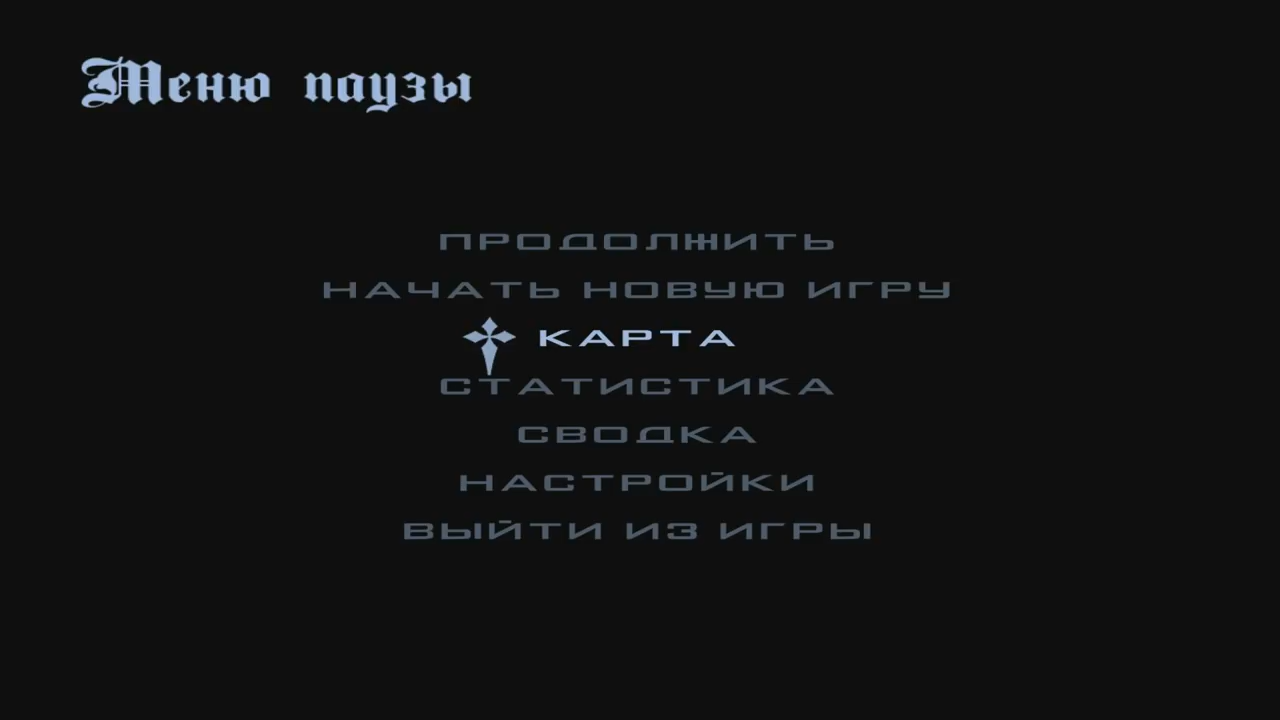 Меню паузы
ПРОДОЛЖИТЬ
НАЧАТЬ НОВУЮ ИГРУ
КАРТА
СТАТИСТИКА
СВОДКА
НАСТРОЙКИ
ВЫЙТИ ИЗ ИГРЫ